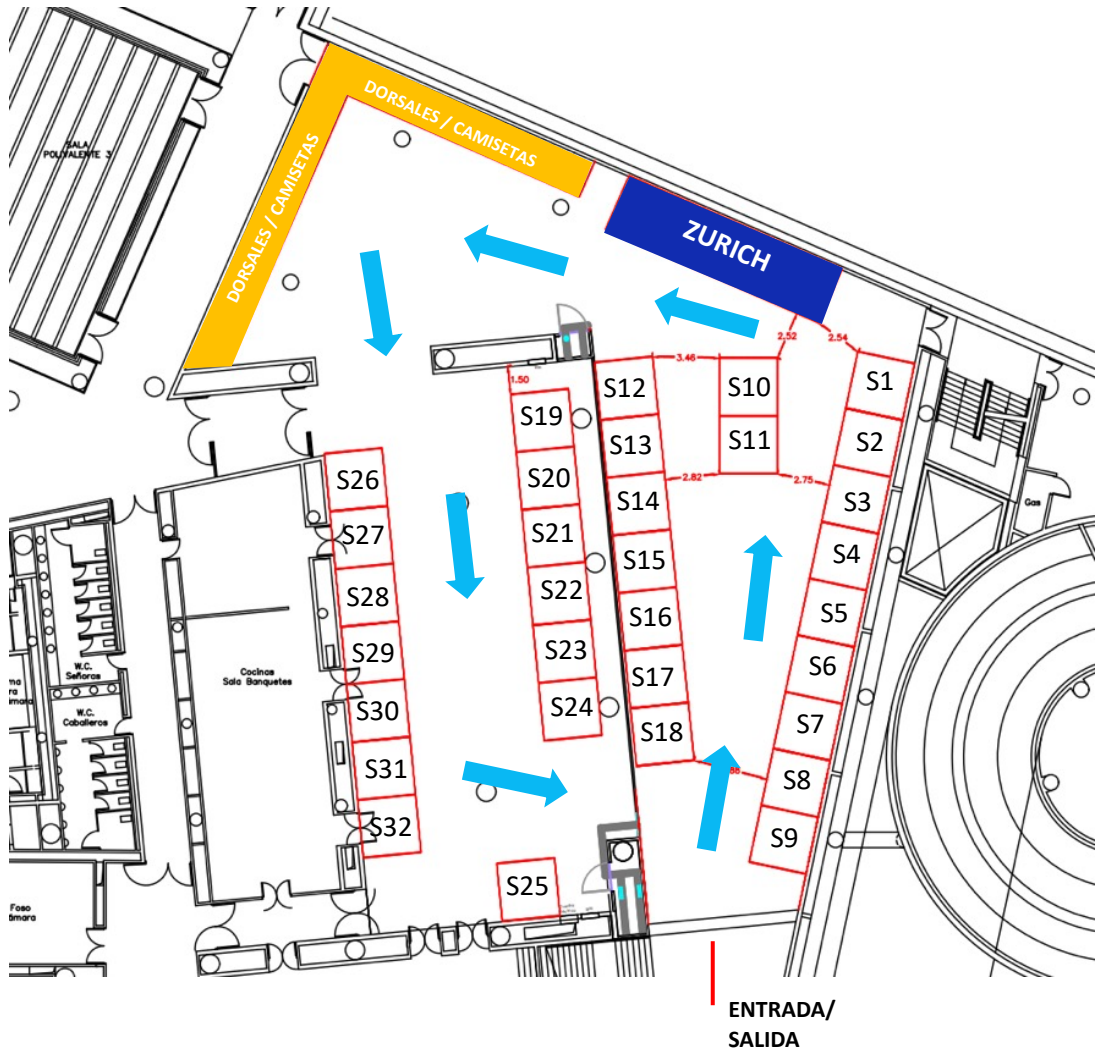 SALA
POLIVALENTE 3
DORSALES / CAMISETAS
DORSALES / CAMISETAS
ZURICH
2.52
2.54
3.46
1.50
S10
S11
S12
S13
S1
S2
S3
S4
S5
S6
S7
S8
S9
2.82
2.75
S14
S15
S16
S17
S18
S19
S20
S21
S22
S23
S24
S25
S26
S27
S28
S29
S30
S31
S32
Gas
Cocinas
Sala Banquetes
W.C.
Señoras
W.C.
Caballeros
Foso
ENTRADA/
SALIDA